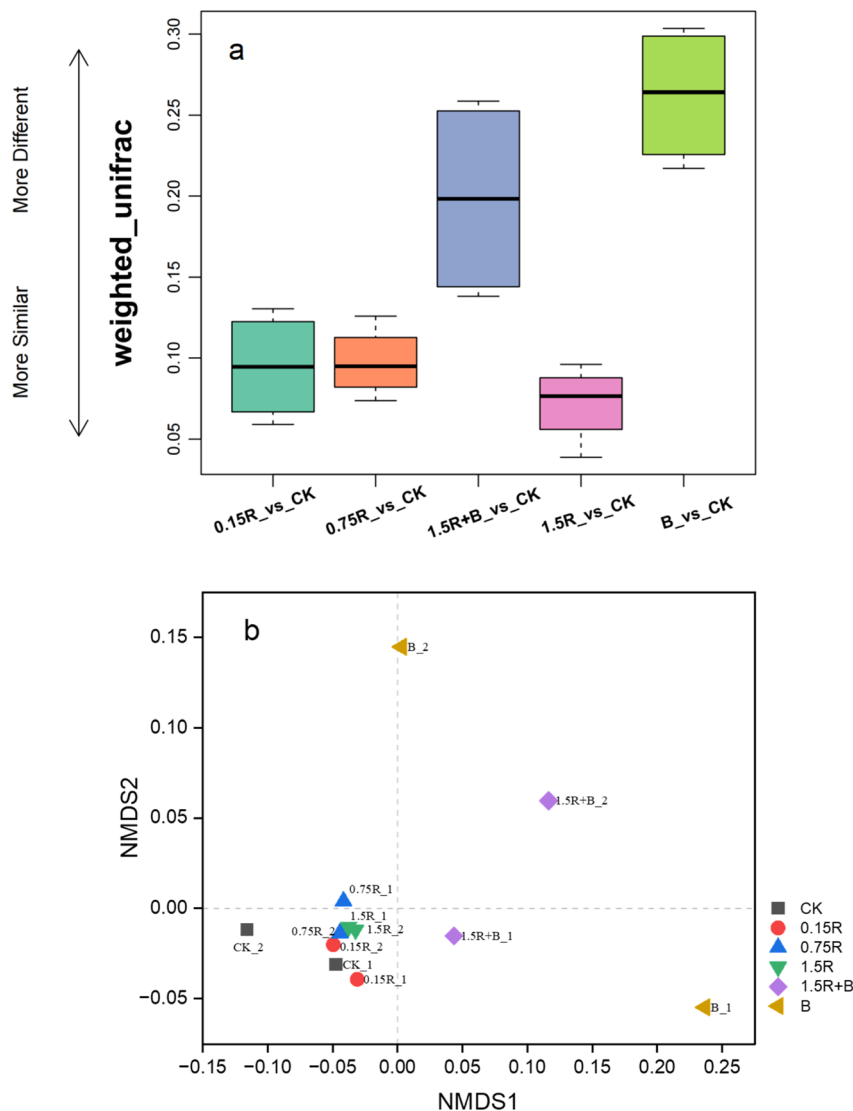 a
More Different
More Similar
weighted_unifrac
0.30
0.25
0.20
0.15
0.10
0.05
0.15R_vs_CK
0.75R_vs_CK
1.5R+B_vs_CK
1.5R_vs_CK
B_vs_CK
b
NMDS2
0.15
0.10
0.05
0.00
−0.05
B_2
1.5R+B_2
0.75R_1
1.5R_1
0.75R_2
1.5R_2
1.5R+B_1
CK_2
0.15R_2
CK_1
0.15R_1
B_1
CK
0.15R
0.75R
1.5R
1.5R+B
B
−0.15 −0.10 −0.05 0.00 0.05 0.10 0.15 0.20 0.25
NMDS1